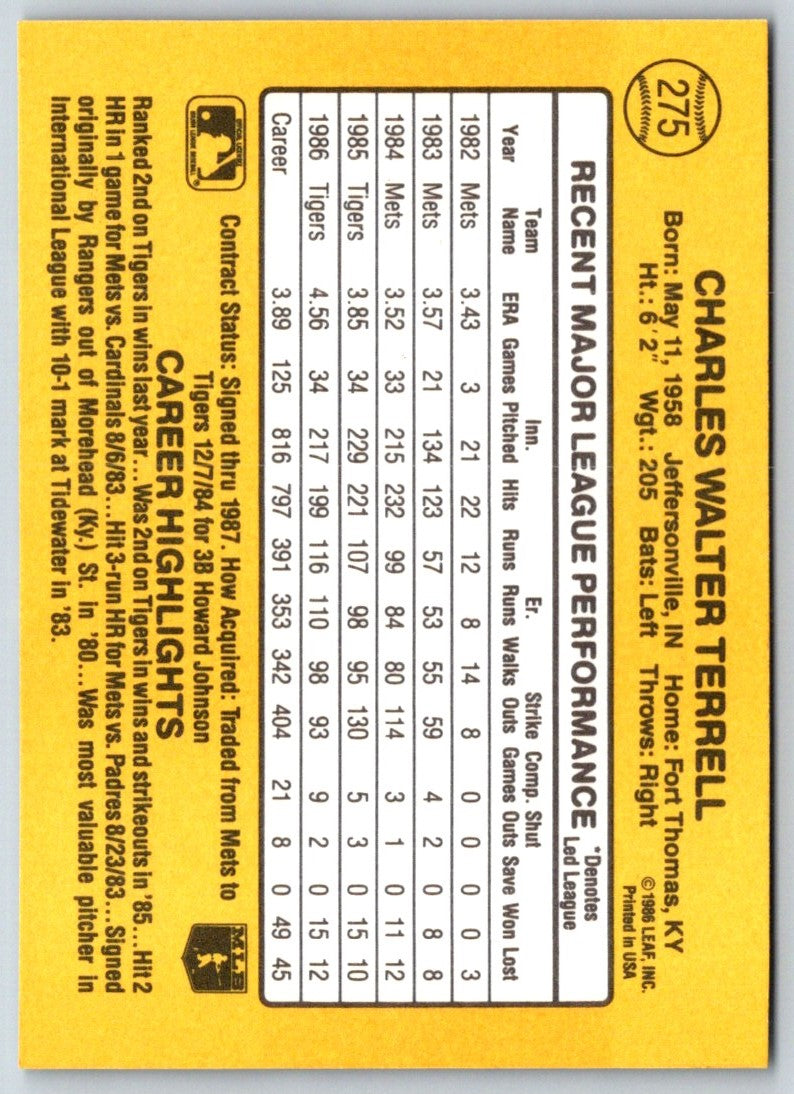 275
CHARLES WALTER TERRELL
Born: May 11, 1958 Jeffersonville, IN Home: Fort Thomas, KY
Ht.: 6'2" Wgt.: 205 Bats: Left Throws: Right
©1986 LEAF, INC.
Printed in USA
RECENT MAJOR LEAGUE PERFORMANCE *Denotes Led League
Team Inn. Er. Strike Comp. Shut
Year Name ERA Games Pitched Hits Runs Runs Walks Outs Games Outs Save Won Lost
1982 Mets 3.43 3 21 22 12 8 14 8 0 0 0 0 3
1983 Mets 3.57 21 134 123 57 53 55 59 4 2 0 8 8
1984 Mets 3.52 33 215 232 99 84 80 114 3 1 0 11 12
1985 Tigers 3.85 34 229 221 107 98 95 130 5 3 0 15 10
1986 Tigers 4.56 34 217 199 116 110 98 93 9 2 0 15 12
Career 3.89 125 816 797 391 353 342 404 21 8 0 49 45
OFFICIAL LICENSEE
MAJOR LEAGUE BASEBALL
Contract Status: Signed thru 1987. How Acquired: Traded from Mets to
Tigers 12/7/84 for 3B Howard Johnson
MLB
CAREER HIGHLIGHTS
Ranked 2nd on Tigers in wins last year...Was 2nd on Tigers in wins and strikeouts in '85...Hit 2
HR in 1 game for Mets vs. Cardinals 8/6/83...Hit 3-run HR for Mets vs. Padres 8/23/83...Signed
originally by Rangers out of Morehead (Ky.) St. in '80...Was most valuable pitcher in
International League with 10-1 mark at Tidewater in '83.